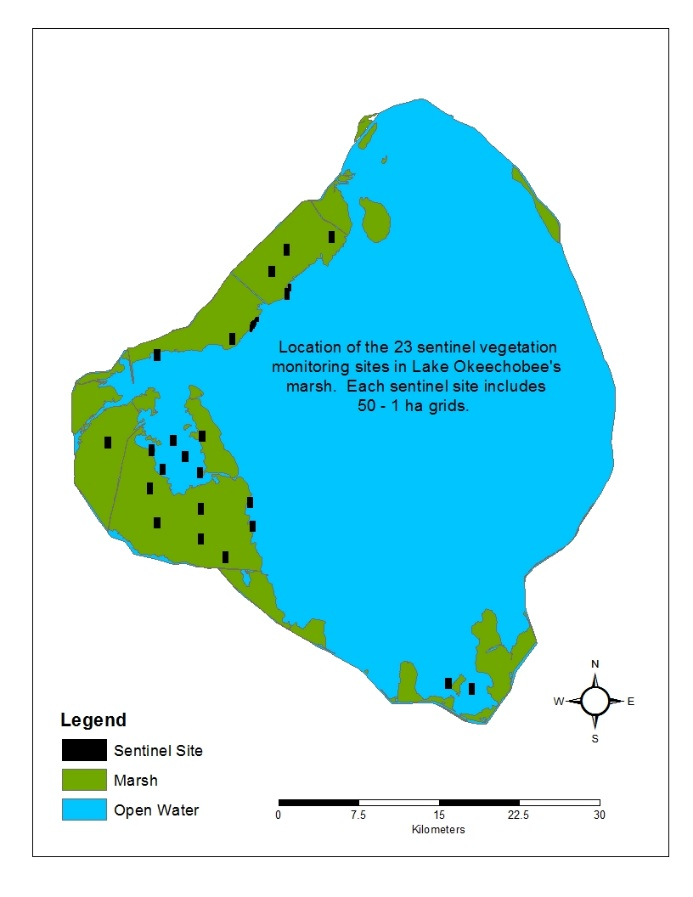 Location of the 23 sentinel vegetation
monitoring sites in Lake Okeechobee's
marsh.  Each sentinel site includes
50 - 1 ha grids.
N
W E
S
Legend
Sentinel Site
Marsh
Open Water
0 7.5 15 22.5 30
Kilometers